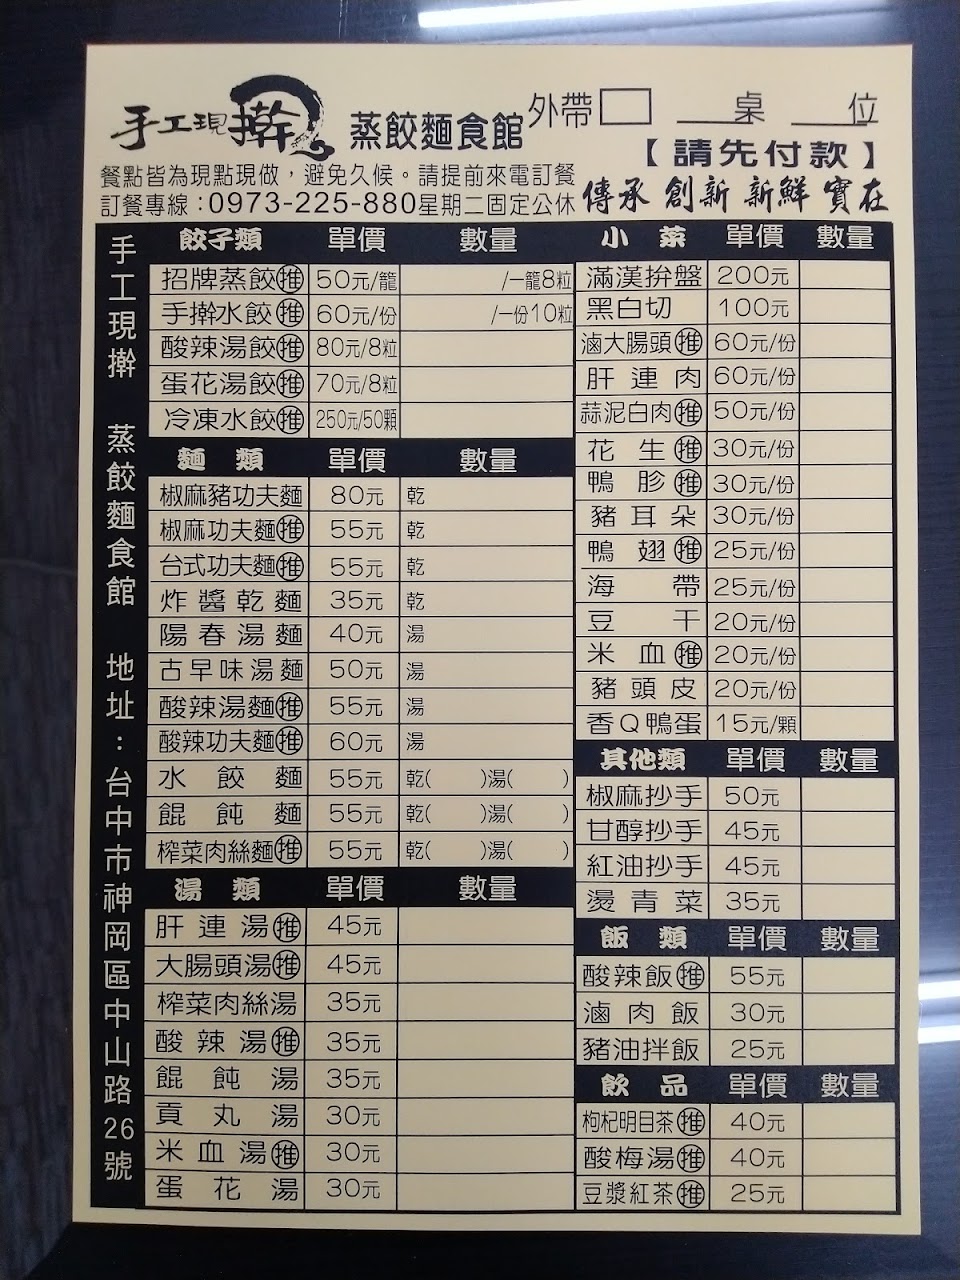 手工現擀 蒸餃麵食館 外帶□ ___桌___位
【請先付款】
餐點皆為現點現做,避免久候。請提前來電訂餐
訂餐專線:0973-225-880星期二固定公休
傳承 創新 新鮮 實在
手工現擀 蒸餃麵食館 地址:台中市神岡區中山路26號
餃子類 單價 數量
招牌蒸餃推 50元/籠 /一籠8粒
手擀水餃推 60元/份 /一份10粒
酸辣湯餃推 80元/8粒
蛋花湯餃推 70元/8粒
冷凍水餃推 250元/50顆
麵類 單價 數量
椒麻豬功夫麵 80元 乾
椒麻功夫麵推 55元 乾
台式功夫麵推 55元 乾
炸醬乾麵 35元 乾
陽春湯麵 40元 湯
古早味湯麵 50元 湯
酸辣湯麵推 55元 湯
酸辣功夫麵推 60元 湯
水餃麵 55元 乾( )湯( )
餛飩麵 55元 乾( )湯( )
榨菜肉絲麵推 55元 乾( )湯( )
湯類 單價 數量
肝連湯推 45元
大腸頭湯推 45元
榨菜肉絲湯 35元
酸辣湯推 35元
餛飩湯 35元
貢丸湯 30元
米血湯推 30元
蛋花湯 30元
小菜 單價 數量
滿漢拚盤 200元
黑白切 100元
滷大腸頭推 60元/份
肝連肉 60元/份
蒜泥白肉推 50元/份
花生推 30元/份
鴨胗推 30元/份
豬耳朵 30元/份
鴨翅推 25元/份
海帶 25元/份
豆干 20元/份
米血推 20元/份
豬頭皮 20元/份
香Q鴨蛋 15元/顆
其他類 單價 數量
椒麻抄手 50元
甘醇抄手 45元
紅油抄手 45元
燙青菜 35元
飯類 單價 數量
酸辣飯推 55元
滷肉飯 30元
豬油拌飯 25元
飲品 單價 數量
枸杞明目茶推 40元
酸梅湯推 40元
豆漿紅茶推 25元